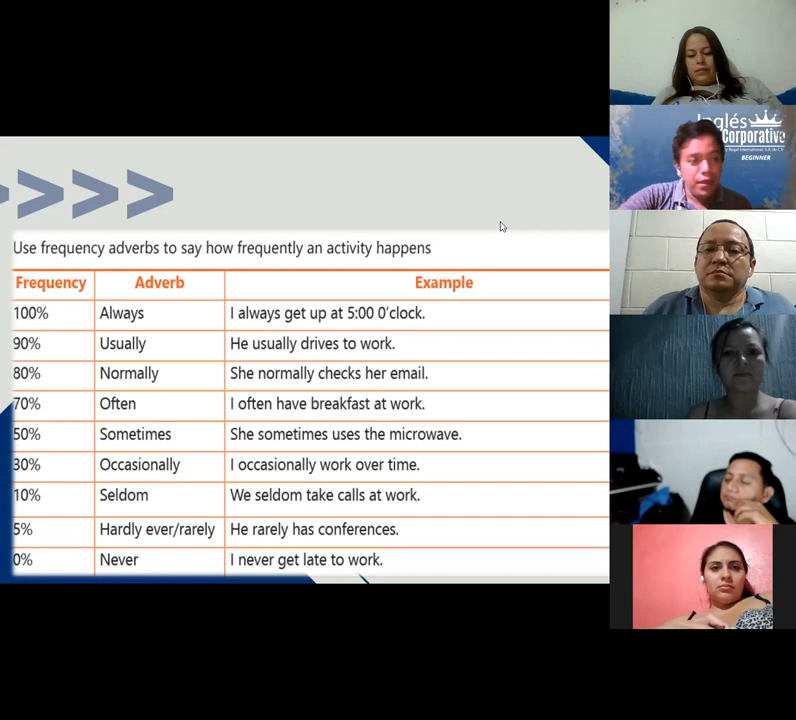 Use frequency adverbs to say how frequently an activity happens
Frequency Adverb Example
100% Always I always get up at 5:00 0'clock.
90% Usually He usually drives to work.
80% Normally She normally checks her email.
70% Often I often have breakfast at work.
50% Sometimes She sometimes uses the microwave.
30% Occasionally I occasionally work over time.
10% Seldom We seldom take calls at work.
5% Hardly ever/rarely He rarely has conferences.
0% Never I never get late to work.
Inglés
Corporativo
BEGINNER